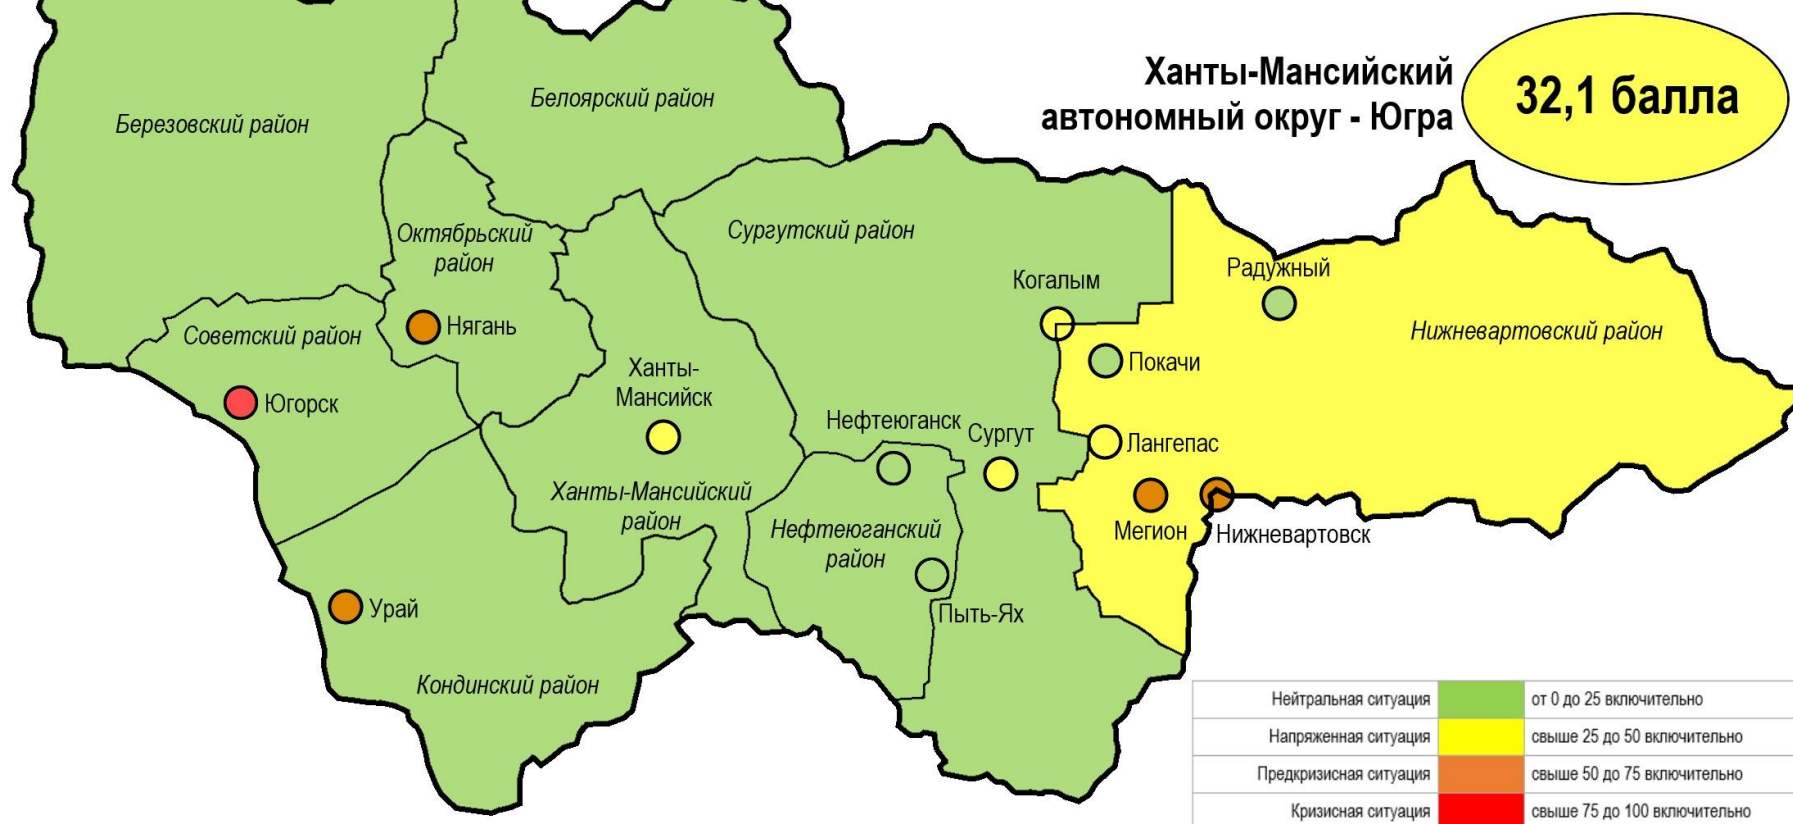 Ханты-Мансийский
автономный округ - Югра
32,1 балла
Белоярский район
Березовский район
Октябрьский
район
Сургутский район
Когалым
Радужный
Нижневартовский район
Советский район
Нягань
Покачи
Ханты-
Мансийск
Югорск
Нефтеюганск
Сургут
Лангепас
Ханты-Мансийский
район
Нефтеюганский
район
Мегион
Нижневартовск
Урай
Пыть-Ях
Кондинский район
Нейтральная ситуация от 0 до 25 включительно
Напряженная ситуация свыше 25 до 50 включительно
Предкризисная ситуация свыше 50 до 75 включительно
Кризисная ситуация свыше 75 до 100 включительно